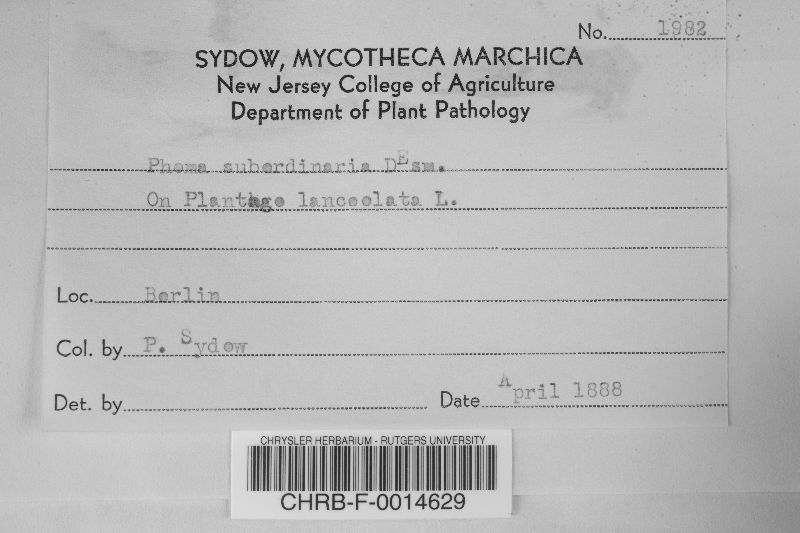 No. 1982
SYDOW, MYCOTHECA MARCHICA
New Jersey College of Agriculture
Department of Plant Pathology
Phoma subordinaria Desm.
On Plantago lanceolata L.
Loc. Berlin
Col. by P. Sydow
Det. by
Date April 1888
CHRYSLER HERBARIUM - RUTGERS UNIVERSITY
CHRB-F-0014629